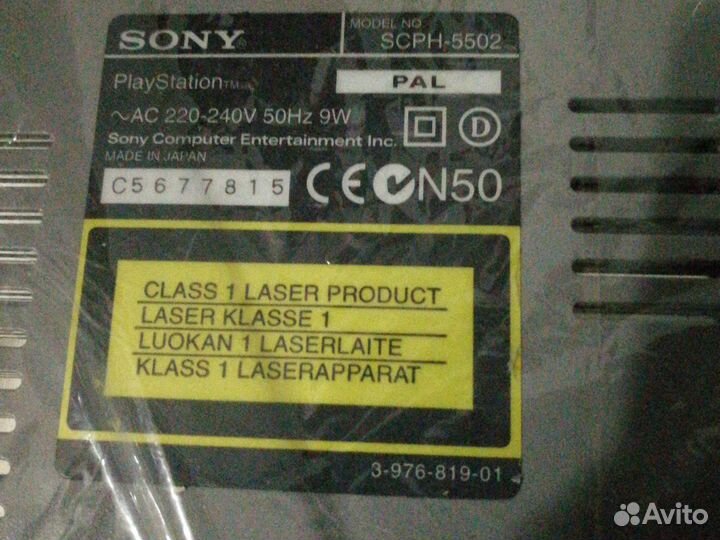 MODEL NO.
SONY® SCPH-5502
PlayStation™ PAL
~AC 220-240V 50Hz 9W D
Sony Computer Entertainment Inc.
MADE IN JAPAN
C5677815 CE N50
CLASS 1 LASER PRODUCT
LASER KLASSE 1
LUOKAN 1 LASERLAITE
KLASS 1 LASERAPPARAT
3-976-819-01
Avito